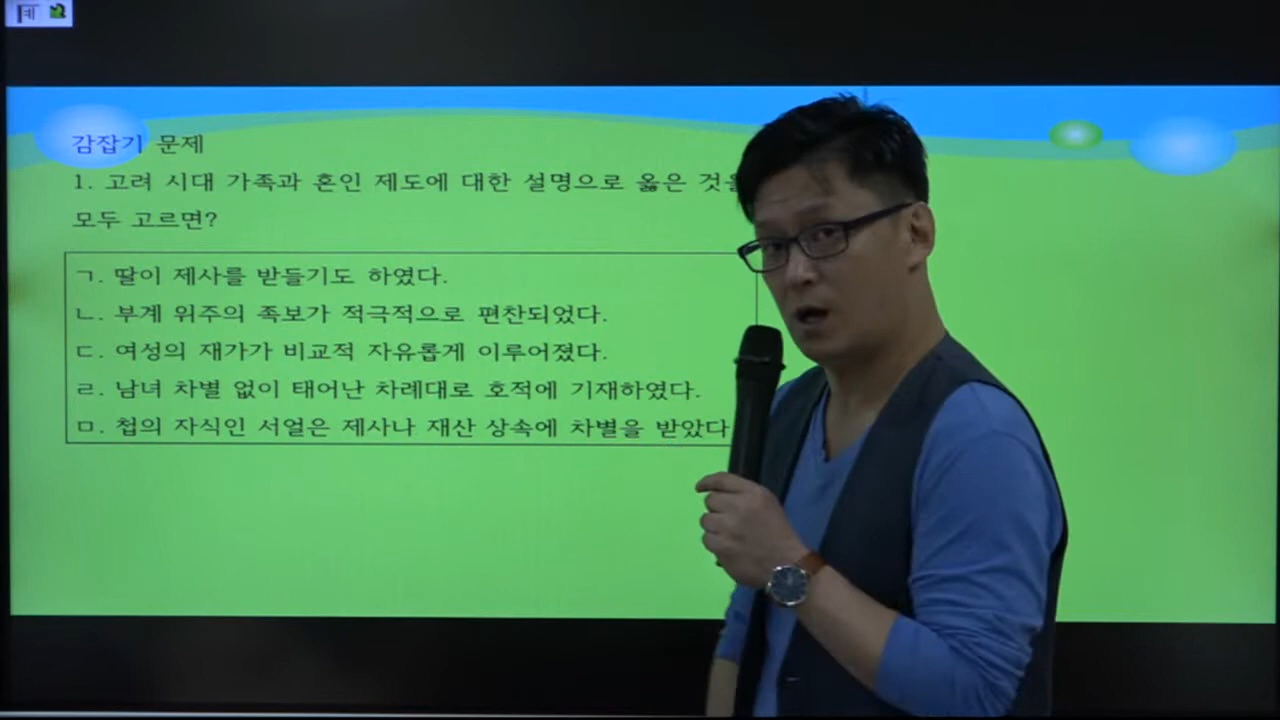 감잡기 문제
1. 고려 시대 가족과 혼인 제도에 대한 설명으로 옳은 것을
모두 고르면?
ㄱ. 딸이 제사를 받들기도 하였다.
ㄴ. 부계 위주의 족보가 적극적으로 편찬되었다.
ㄷ. 여성의 재가가 비교적 자유롭게 이루어졌다.
ㄹ. 남녀 차별 없이 태어난 차례대로 호적에 기재하였다.
ㅁ. 첩의 자식인 서얼은 제사나 재산 상속에 차별을 받았다